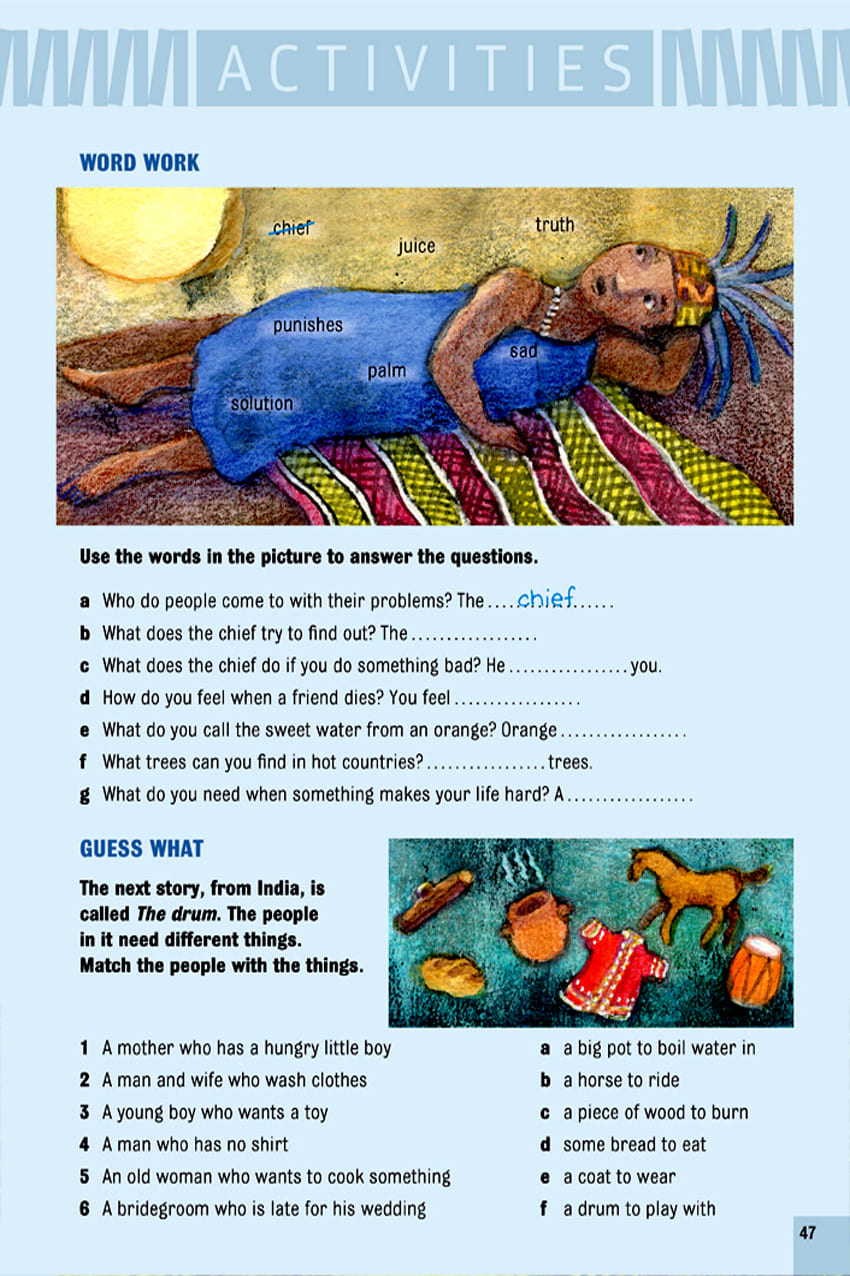 ACTIVITIES
WORD WORK
chief
truth
juice
punishes
sad
palm
solution
Use the words in the picture to answer the questions.
a Who do people come to with their problems? The ....chief......
b What does the chief try to find out? The ..................
c What does the chief do if you do something bad? He ................. you.
d How do you feel when a friend dies? You feel ..................
e What do you call the sweet water from an orange? Orange ..................
f What trees can you find in hot countries? ................. trees.
g What do you need when something makes your life hard? A ..................
GUESS WHAT
The next story, from India, is
called The drum. The people
in it need different things.
Match the people with the things.
1 A mother who has a hungry little boy
2 A man and wife who wash clothes
3 A young boy who wants a toy
4 A man who has no shirt
5 An old woman who wants to cook something
6 A bridegroom who is late for his wedding
a a big pot to boil water in
b a horse to ride
c a piece of wood to burn
d some bread to eat
e a coat to wear
f a drum to play with
47